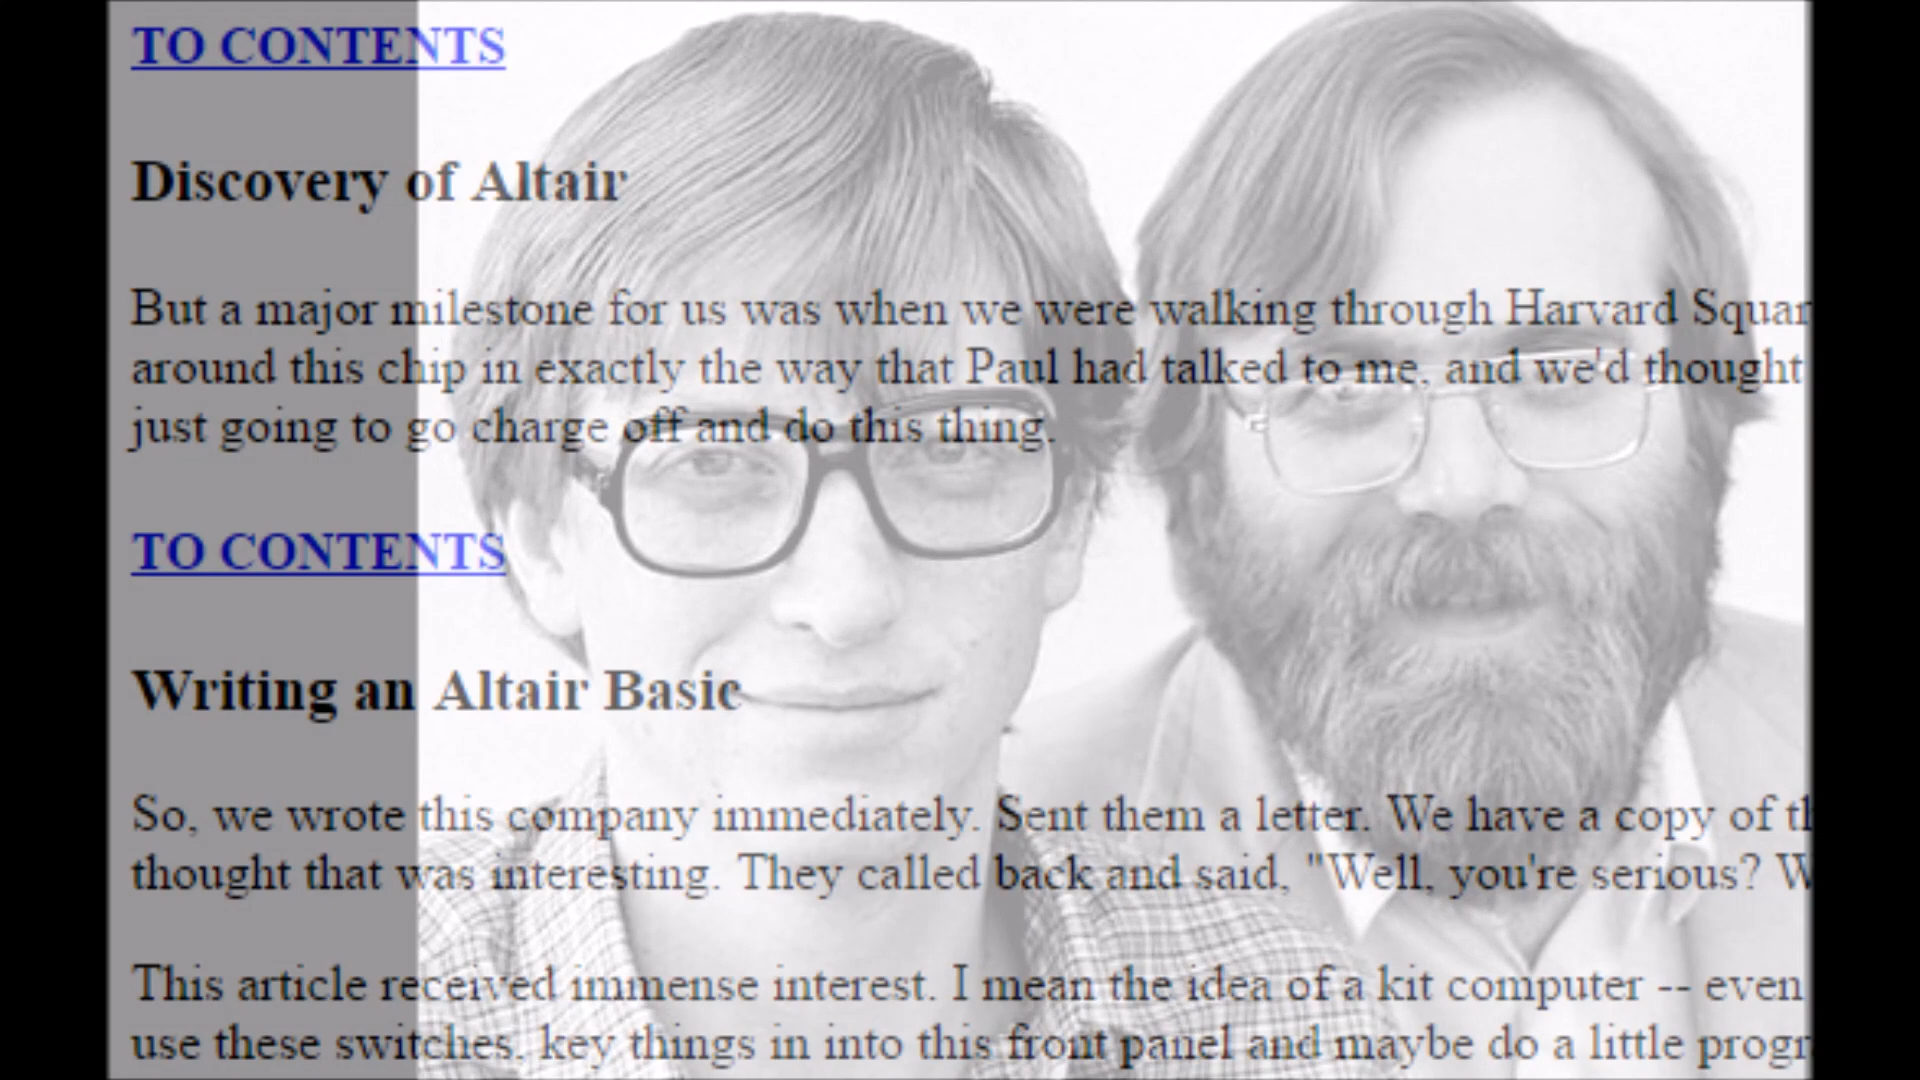 TO CONTENTS
Discovery of Altair
But a major milestone for us was when we were walking through Harvard Squar
around this chip in exactly the way that Paul had talked to me, and we'd thought
just going to go charge off and do this thing.
TO CONTENTS
Writing an Altair Basic
So, we wrote this company immediately. Sent them a letter. We have a copy of th
thought that was interesting. They called back and said, "Well, you're serious? W
This article received immense interest. I mean the idea of a kit computer -- even
use these switches, key things in into this front panel and maybe do a little progr